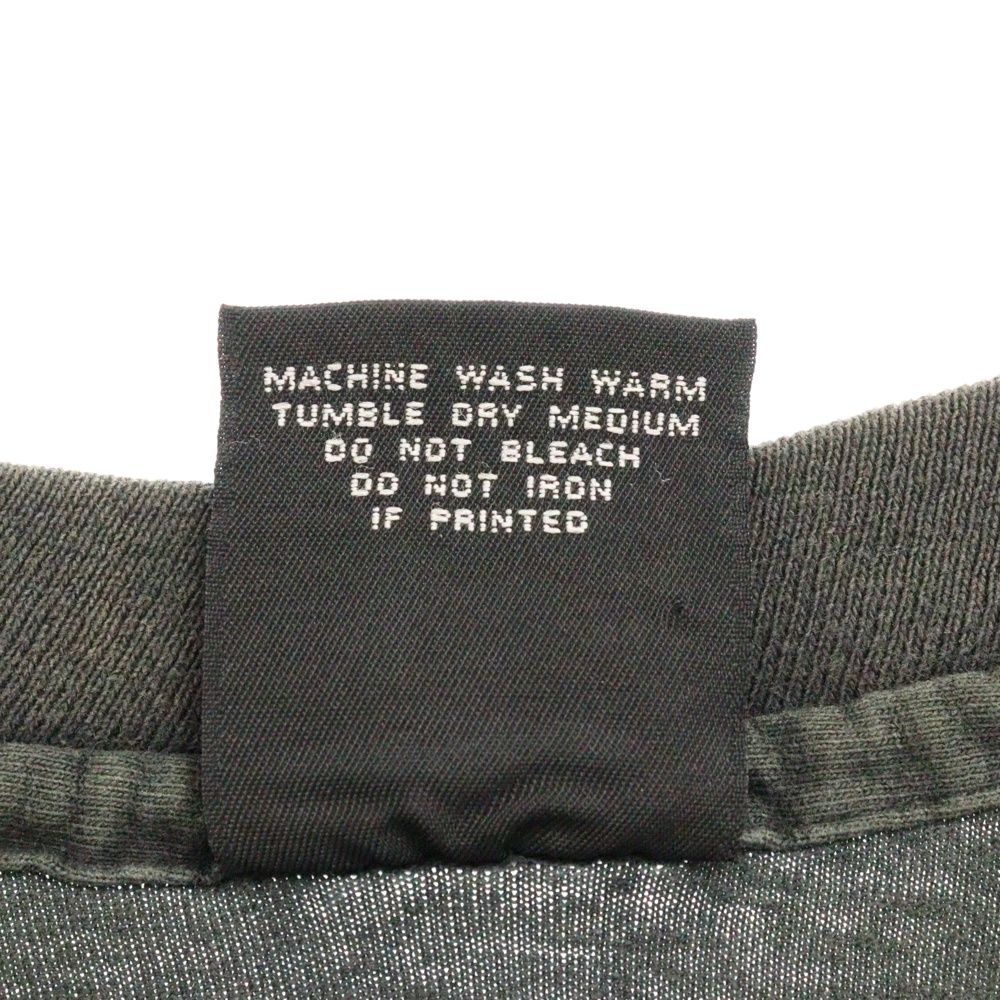 MACHINE WASH WARM
TUMBLE DRY MEDIUM
DO NOT BLEACH
DO NOT IRON
IF PRINTED